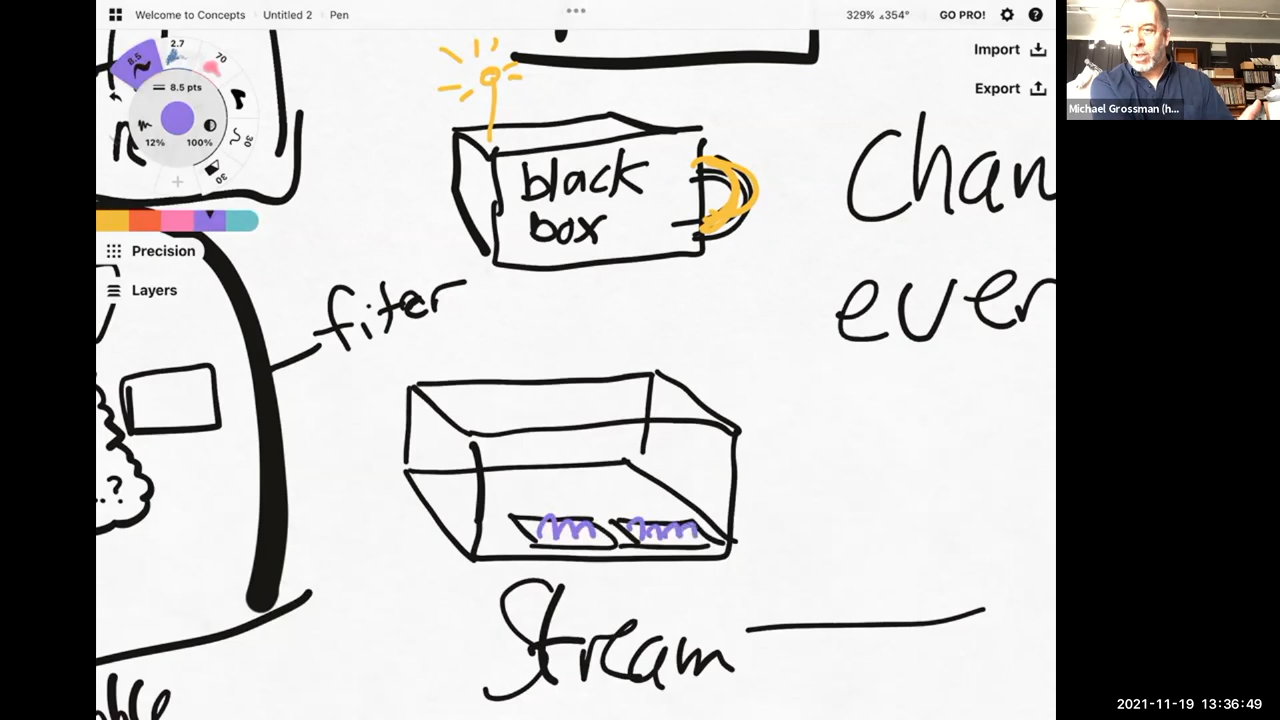 Welcome to Concepts Untitled 2 Pen
329% ⊿354° GO PRO!
Import
Export
Michael Grossman (h...
2.7
70
8.5
8.5 pts
12% 100%
30
30
Precision
Layers
black
box
Chan
ever
fiter
..?
Stream
2021-11-19 13:36:49